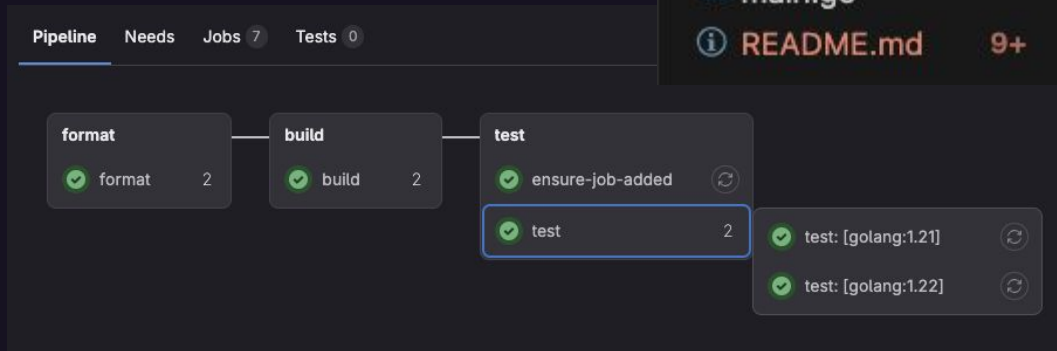 Pipeline Needs Jobs 7 Tests 0
README.md 9+
format
format 2
build
build 2
test
ensure-job-added
test 2
test: [golang:1.21]
test: [golang:1.22]